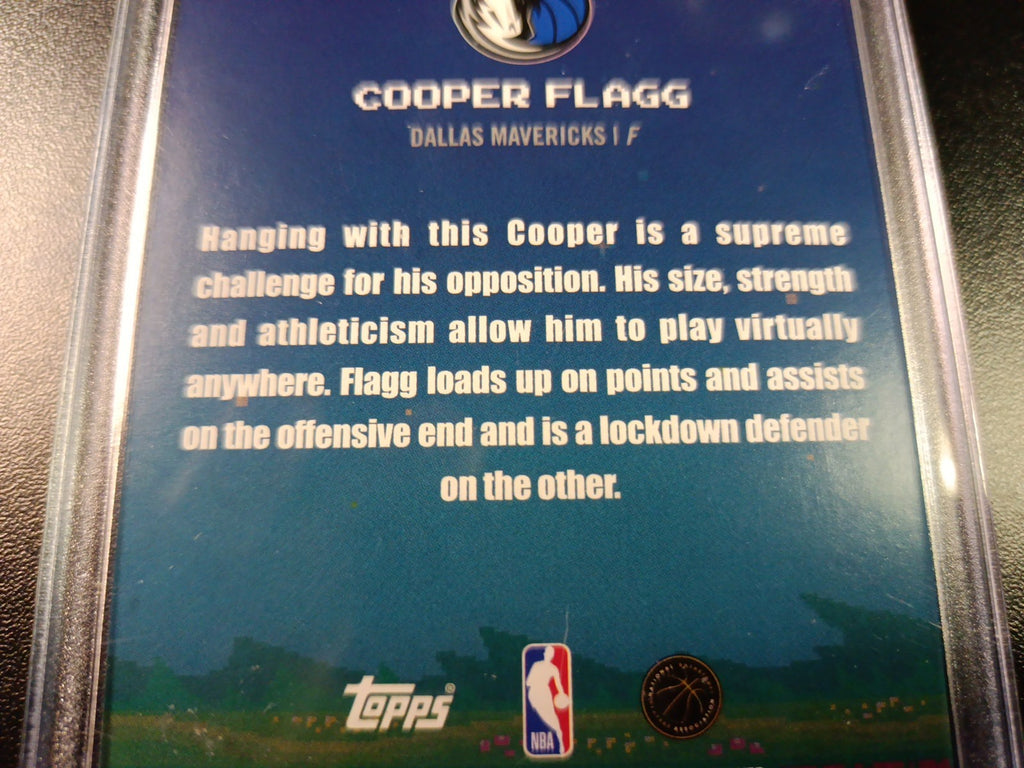 COOPER FLAGG
DALLAS MAVERICKS | F
Hanging with this Cooper is a supreme
challenge for his opposition. His size, strength
and athleticism allow him to play virtually
anywhere. Flagg loads up on points and assists
on the offensive end and is a lockdown defender
on the other.
topps®
NBA